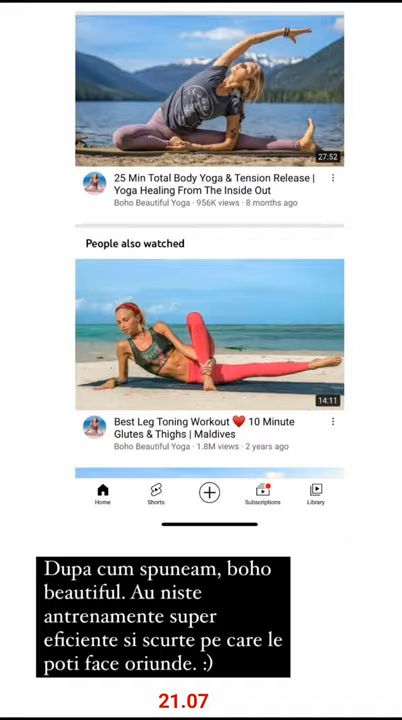 27:52
25 Min Total Body Yoga & Tension Release |
Yoga Healing From The Inside Out
Boho Beautiful Yoga · 956K views · 8 months ago
People also watched
14:11
Best Leg Toning Workout ❤️ 10 Minute
Glutes & Thighs | Maldives
Boho Beautiful Yoga · 1.8M views · 2 years ago
Home
Shorts
Subscriptions
Library
Dupa cum spuneam, boho
beautiful. Au niste
antrenamente super
eficiente si scurte pe care le
poti face oriunde. :)
21.07